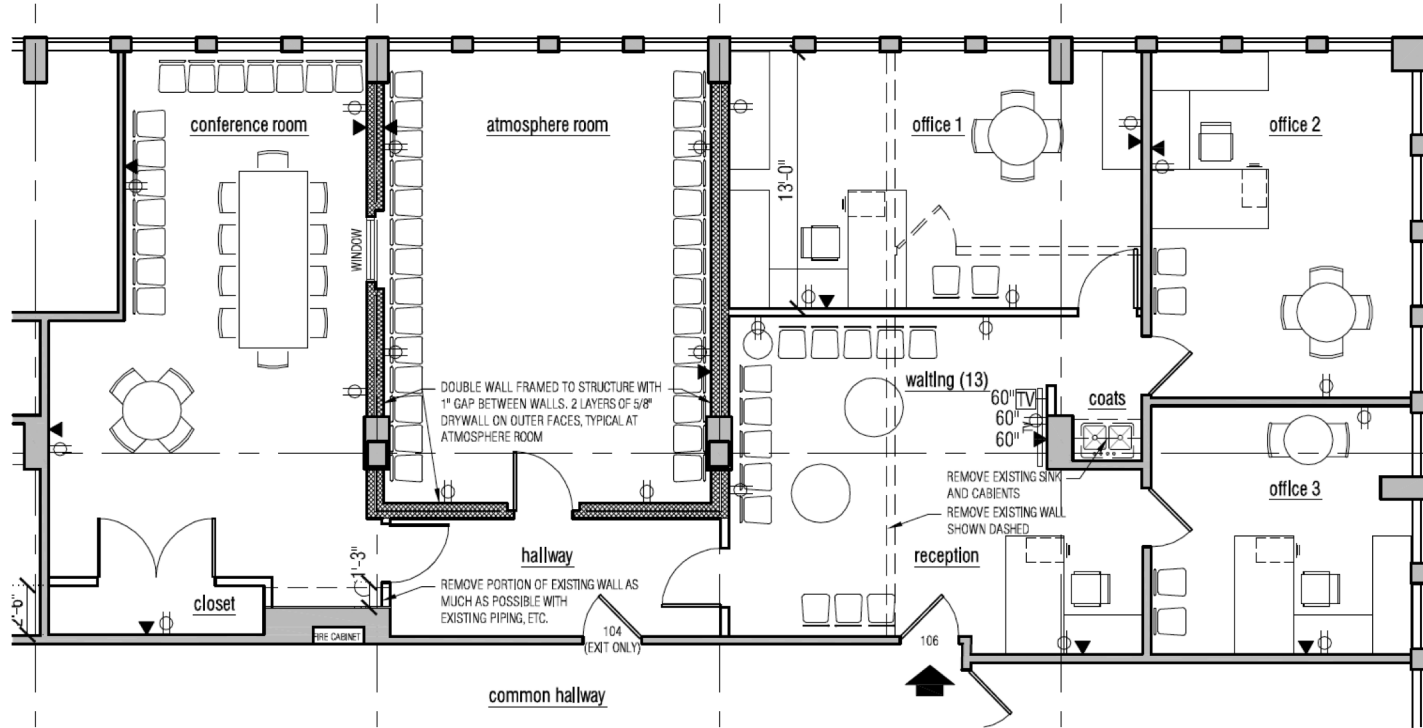 conference room
atmosphere room
office 1
office 2
13'-0"
WINDOW
DOUBLE WALL FRAMED TO STRUCTURE WITH
1" GAP BETWEEN WALLS. 2 LAYERS OF 5/8"
DRYWALL ON OUTER FACES, TYPICAL AT
ATMOSPHERE ROOM
waiting (13)
60" TV
60"
TV
60"
coats
REMOVE EXISTING SINK
AND CABIENTS
REMOVE EXISTING WALL
SHOWN DASHED
office 3
hallway
reception
1'-3"
REMOVE PORTION OF EXISTING WALL AS
MUCH AS POSSIBLE WITH
EXISTING PIPING, ETC.
closet
2'-6"
FIRE CABINET
104
(EXIT ONLY)
106
common hallway